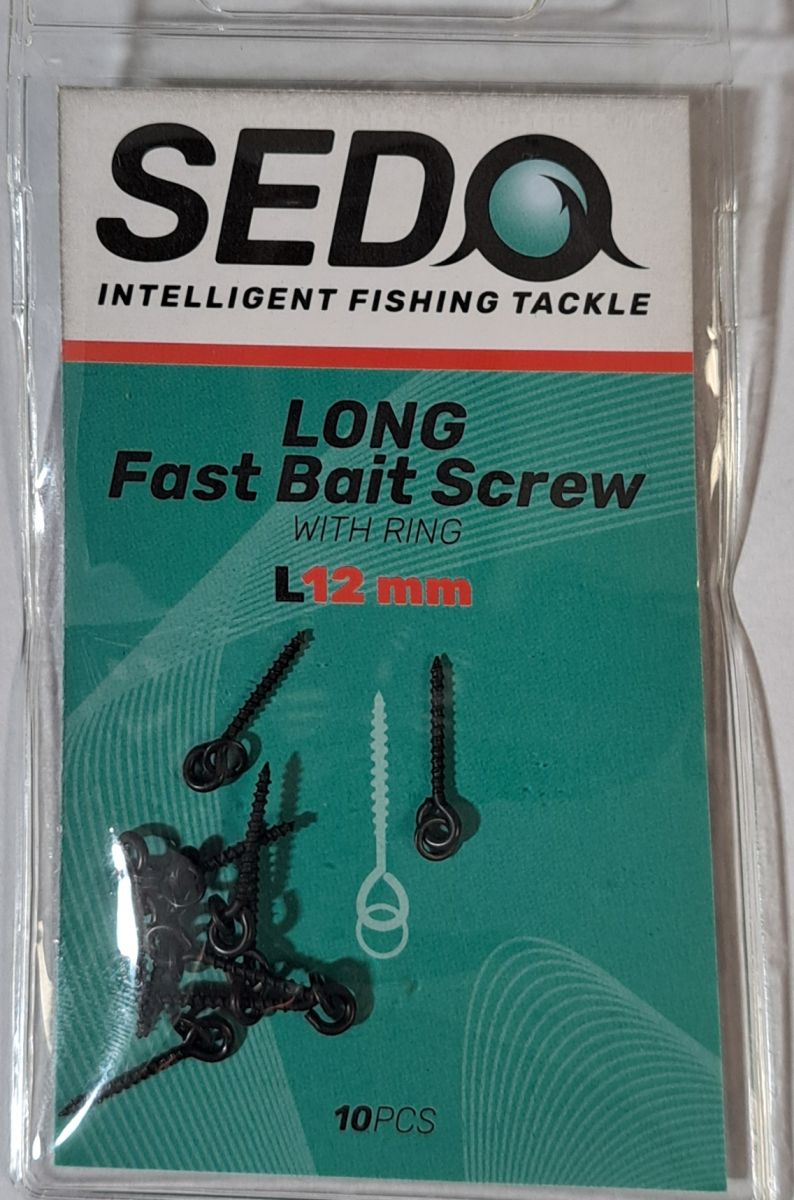 SEDO
INTELLIGENT FISHING TACKLE
LONG
Fast Bait Screw
WITH RING
L12 mm
10PCS